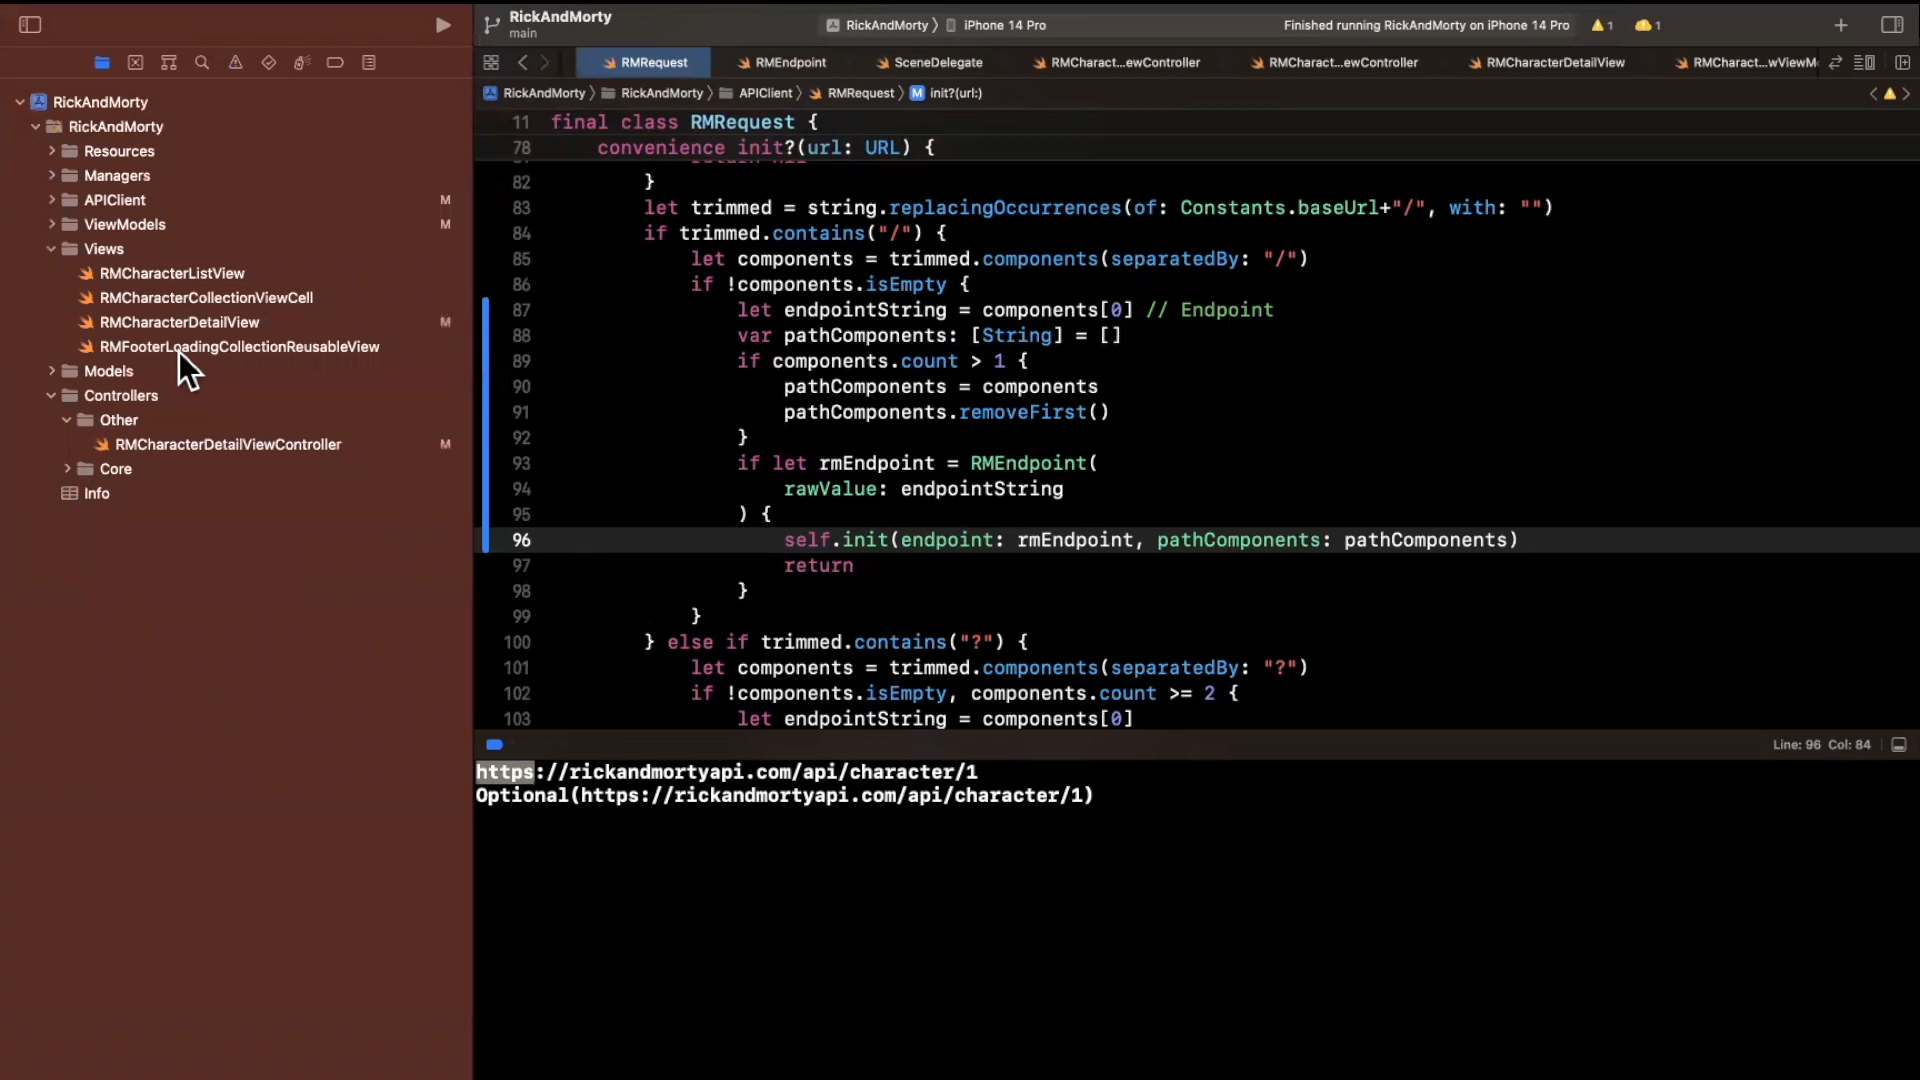 RickAndMorty
main
RickAndMorty
iPhone 14 Pro
Finished running RickAndMorty on iPhone 14 Pro
1
1
RMRequest
RMEndpoint
SceneDelegate
RMCharact...ewController
RMCharact...ewController
RMCharacterDetailView
RMCharact...wViewM
RickAndMorty
RickAndMorty
APIClient
RMRequest
M init?(url:)
RickAndMorty
RickAndMorty
Resources
Managers
APIClient M
ViewModels M
Views
RMCharacterListView
RMCharacterCollectionViewCell
RMCharacterDetailView M
RMFooterLoadingCollectionReusableView
Models
Controllers
Other
RMCharacterDetailViewController M
Core
Info
11 final class RMRequest {
78 convenience init?(url: URL) {
82 }
83 let trimmed = string.replacingOccurrences(of: Constants.baseUrl+"/", with: "")
84 if trimmed.contains("/") {
85 let components = trimmed.components(separatedBy: "/")
86 if !components.isEmpty {
87 let endpointString = components[0] // Endpoint
88 var pathComponents: [String] = []
89 if components.count > 1 {
90 pathComponents = components
91 pathComponents.removeFirst()
92 }
93 if let rmEndpoint = RMEndpoint(
94 rawValue: endpointString
95 ) {
96 self.init(endpoint: rmEndpoint, pathComponents: pathComponents)
97 return
98 }
99 }
100 } else if trimmed.contains("?") {
101 let components = trimmed.components(separatedBy: "?")
102 if !components.isEmpty, components.count >= 2 {
103 let endpointString = components[0]
Line: 96 Col: 84
https://rickandmortyapi.com/api/character/1
Optional(https://rickandmortyapi.com/api/character/1)